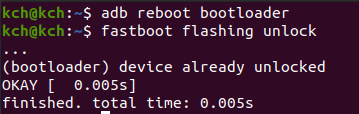 kch@kch:~$ adb reboot bootloader
kch@kch:~$ fastboot flashing unlock
...
(bootloader) device already unlocked
OKAY [  0.005s]
finished. total time: 0.005s